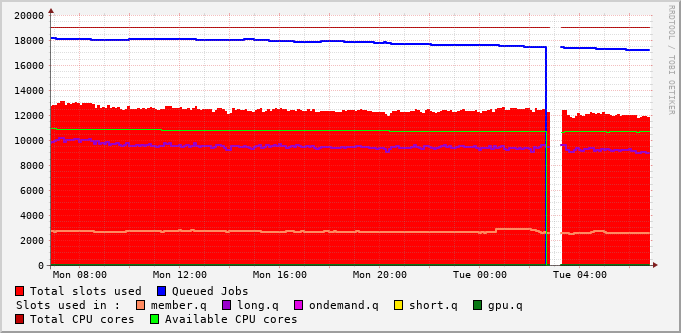 20000
18000
16000
14000
12000
10000
8000
6000
4000
2000
0
Mon 08:00 Mon 12:00 Mon 16:00 Mon 20:00 Tue 00:00 Tue 04:00
RRDTOOL / TOBI OETIKER
Total slots used Queued Jobs
Slots used in : member.q long.q ondemand.q short.q gpu.q
Total CPU cores Available CPU cores